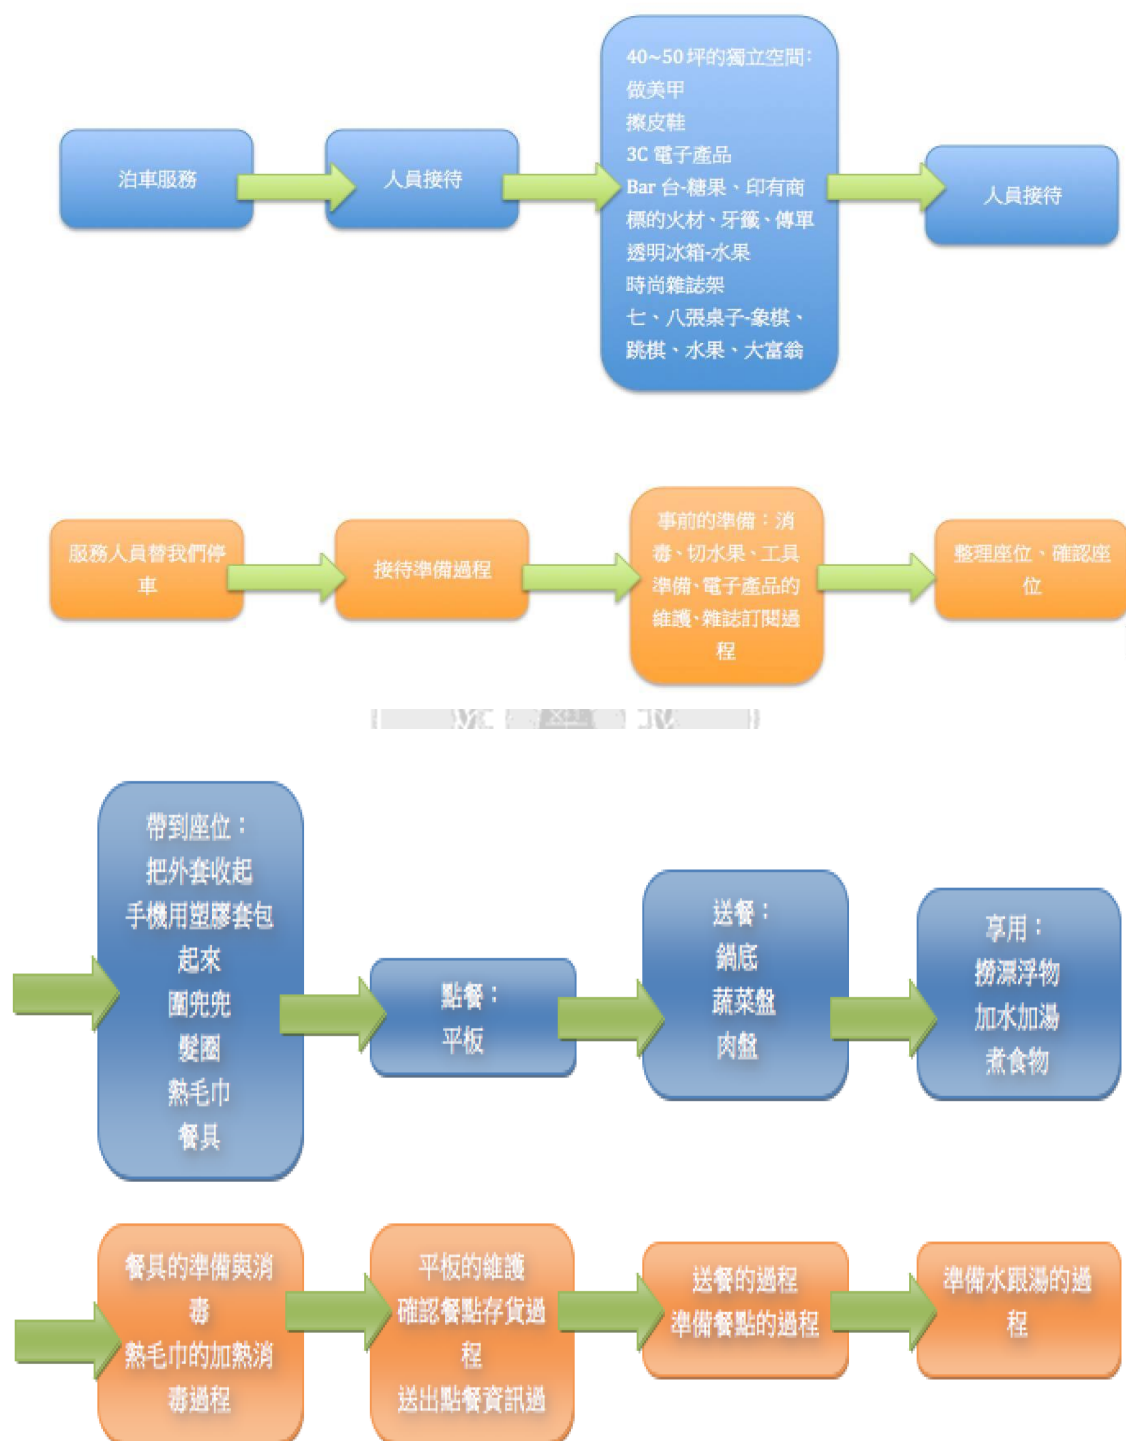 泊車服務
人員接待
40~50 坪的獨立空間:
做美甲
擦皮鞋
3C 電子產品
Bar 台-糖果、印有商
標的火材、牙籤、傳單
透明冰箱-水果
時尚雜誌架
七、八張桌子-象棋、
跳棋、水果、大富翁
人員接待
服務人員替我們停
車
接待準備過程
事前的準備：消
毒、切水果、工具
準備、電子產品的
維護、雜誌訂閱過
程
整理座位、確認座
位
帶到座位：
把外套收起
手機用塑膠套包
起來
圍兜兜
髮圈
熱毛巾
餐具
點餐：
平板
送餐：
鍋底
蔬菜盤
肉盤
享用：
撈漂浮物
加水加湯
煮食物
餐具的準備與消
毒
熱毛巾的加熱消
毒過程
平板的維護
確認餐點存貨過
程
送出點餐資訊過
送餐的過程
準備餐點的過程
準備水跟湯的過
程